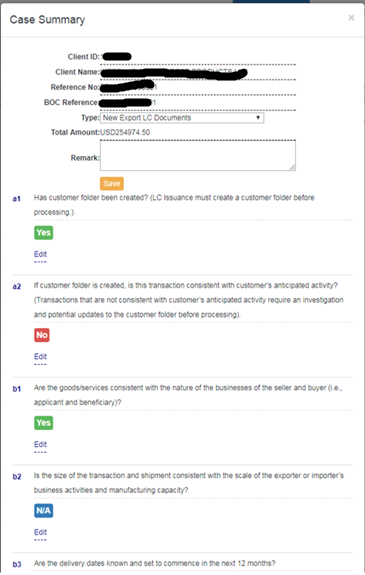 Case Summary
×
Client ID:
Client Name:
Reference No:
BOC Reference: 1
Type: New Export LC Documents
Total Amount:USD254974.50
Remark:
Save
a1 Has customer folder been created? (LC Issuance must create a customer folder before
processing.)
Yes
Edit
a2 If customer folder is created, is this transaction consistent with customer's anticipated activity?
(Transactions that are not consistent with customer's anticipated activity require an investigation
and potential updates to the customer folder before processing).
No
Edit
b1 Are the goods/services consistent with the nature of the businesses of the seller and buyer (i.e.,
applicant and beneficiary)?
Yes
Edit
b2 Is the size of the transaction and shipment consistent with the scale of the exporter or importer's
business activities and manufacturing capacity?
N/A
Edit
b3 Are the delivery dates known and set to commence in the next 12 months?